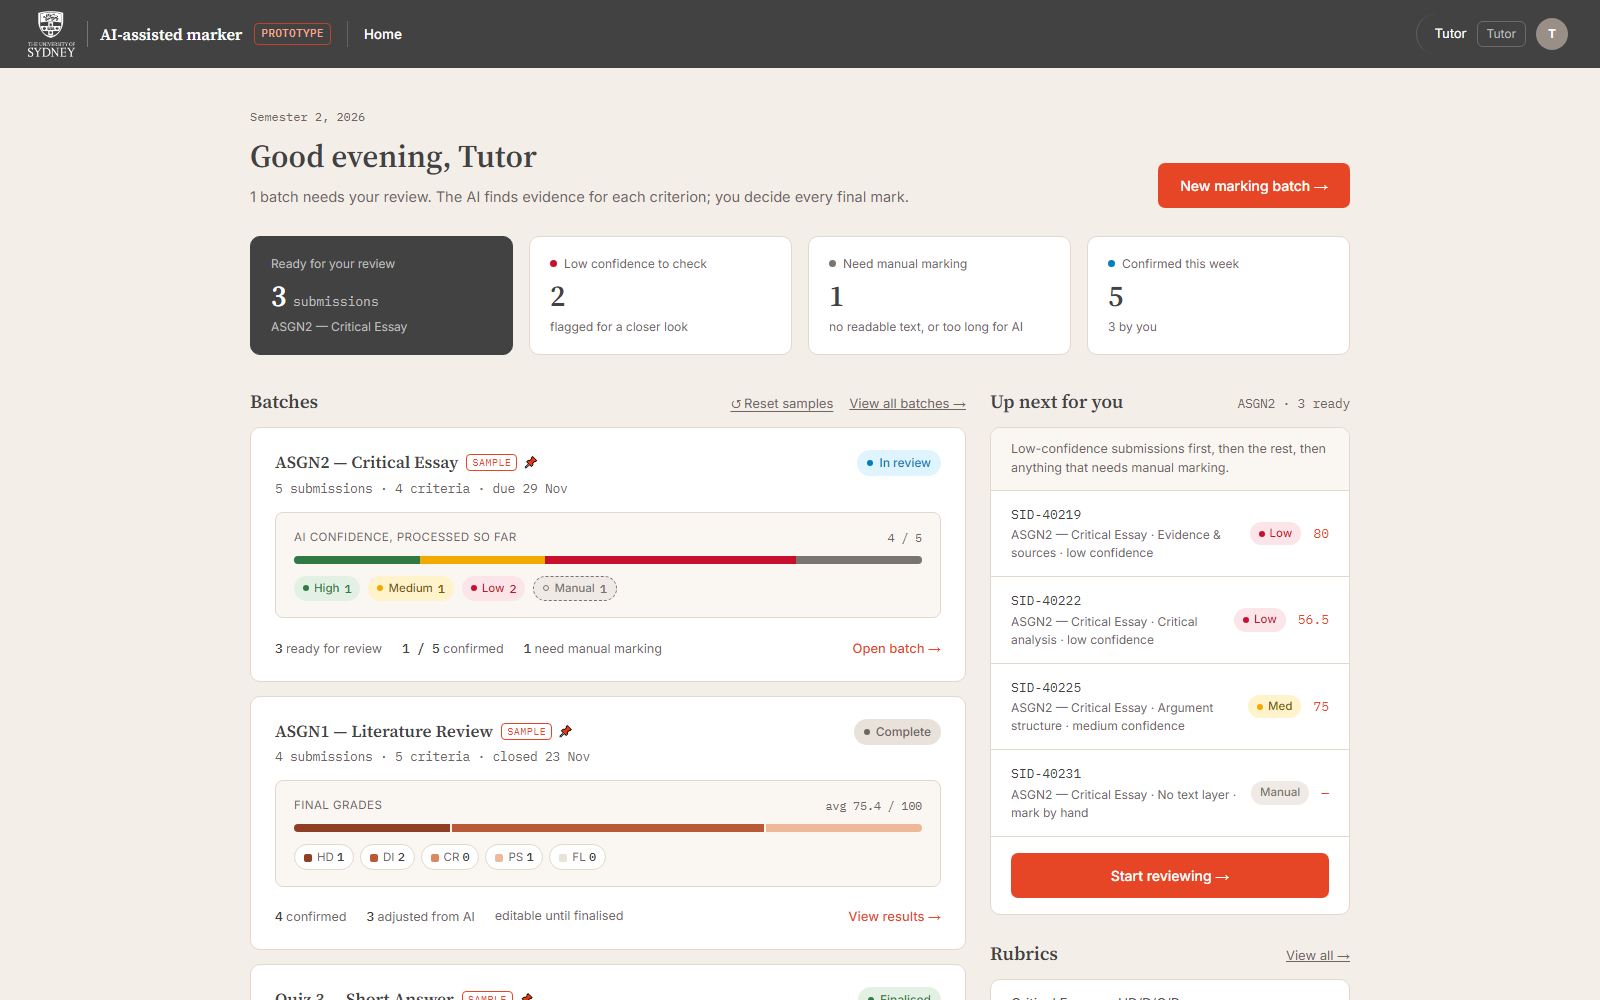 THE UNIVERSITY OF
SYDNEY
AI-assisted marker
PROTOTYPE
Home
Tutor
Tutor
T
Semester 2, 2026
Good evening, Tutor
1 batch needs your review. The AI finds evidence for each criterion; you decide every final mark.
New marking batch →
Ready for your review
3 submissions
ASGN2 — Critical Essay
Low confidence to check
2
flagged for a closer look
Need manual marking
1
no readable text, or too long for AI
Confirmed this week
5
3 by you
Batches
↺ Reset samples
View all batches →
ASGN2 — Critical Essay
SAMPLE
In review
5 submissions · 4 criteria · due 29 Nov
AI CONFIDENCE, PROCESSED SO FAR
4 / 5
High 1
Medium 1
Low 2
Manual 1
3 ready for review
1 / 5 confirmed
1 need manual marking
Open batch →
ASGN1 — Literature Review
SAMPLE
Complete
4 submissions · 5 criteria · closed 23 Nov
FINAL GRADES
avg 75.4 / 100
HD 1
DI 2
CR 0
PS 1
FL 0
4 confirmed
3 adjusted from AI
editable until finalised
View results →
Quiz 3 — Short Answer
SAMPLE
Finalised
Up next for you
ASGN2 · 3 ready
Low-confidence submissions first, then the rest, then
anything that needs manual marking.
SID-40219
ASGN2 — Critical Essay · Evidence &
sources · low confidence
Low
80
SID-40222
ASGN2 — Critical Essay · Critical
analysis · low confidence
Low
56.5
SID-40225
ASGN2 — Critical Essay · Argument
structure · medium confidence
Med
75
SID-40231
ASGN2 — Critical Essay · No text layer ·
mark by hand
Manual
—
Start reviewing →
Rubrics
View all →